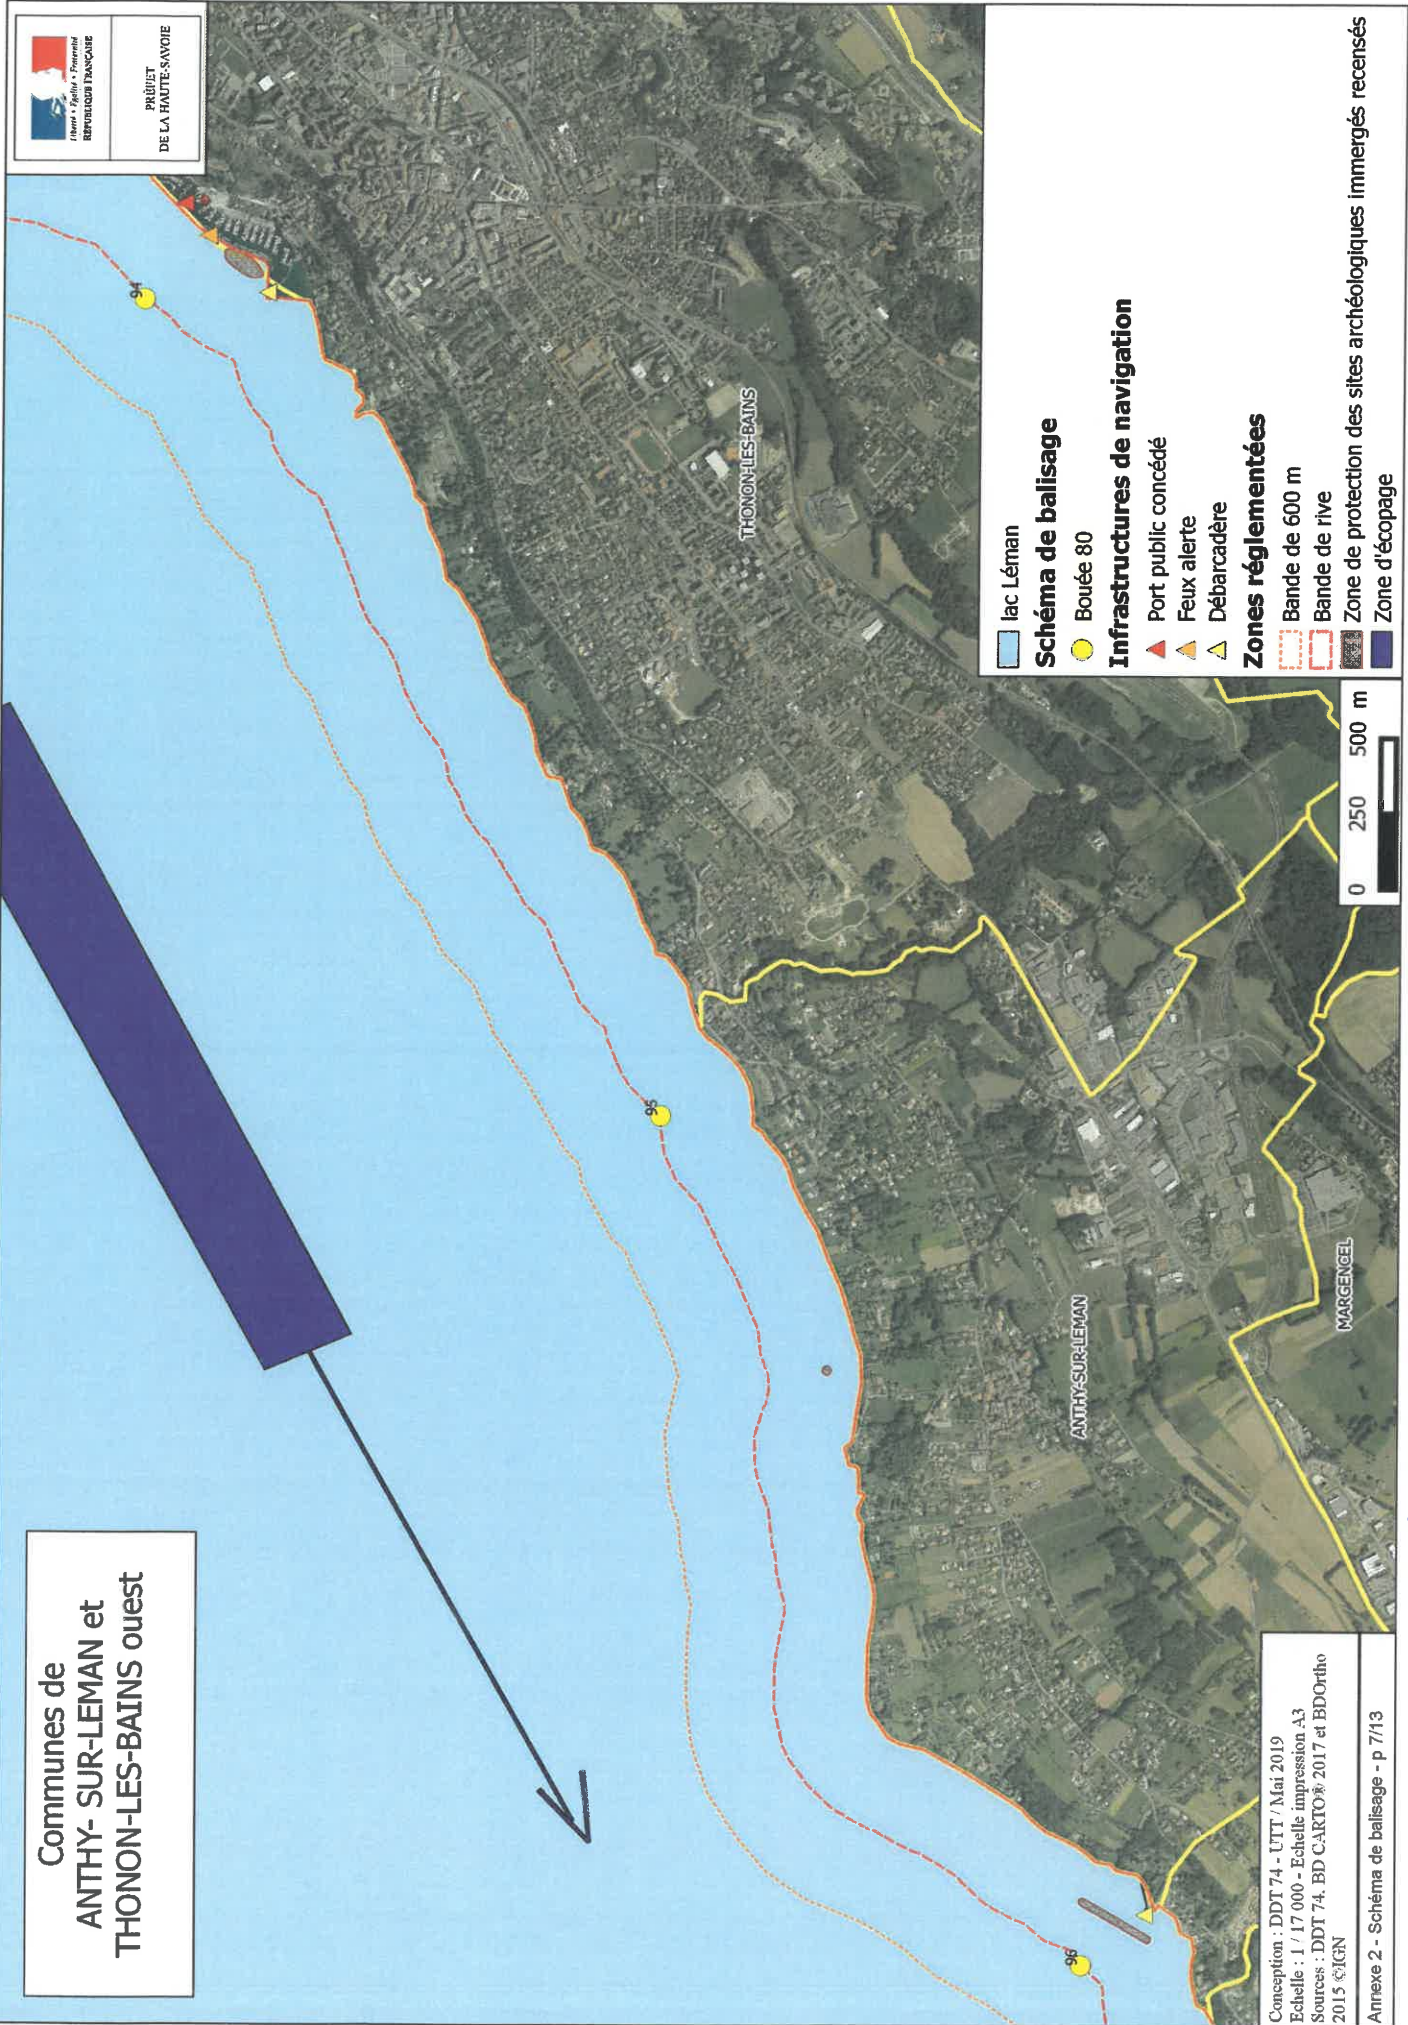 Communes de
ANTHY- SUR-LEMAN et
THONON-LES-BAINS ouest
Liberté • Égalité • Fraternité
RÉPUBLIQUE FRANÇAISE
PRÉFET
DE LA HAUTE-SAVOIE
94
95
96
THONON-LES-BAINS
ANTHY-SUR-LEMAN
MARGENCEL
lac Léman
Schéma de balisage
Bouée 80
Infrastructures de navigation
Port public concédé
Feux alerte
Débarcadère
Zones réglementées
Bande de 600 m
Bande de rive
Zone de protection des sites archéologiques immergés recensés
Zone d'écopage
0 250 500 m
Conception : DDT 74 - UTT / Mai 2019
Echelle : 1 / 17 000 - Echelle impression A3
Sources : DDT 74, BD CARTO® 2017 et BDOrtho
2015 ©IGN
Annexe 2 - Schéma de balisage - p 7/13